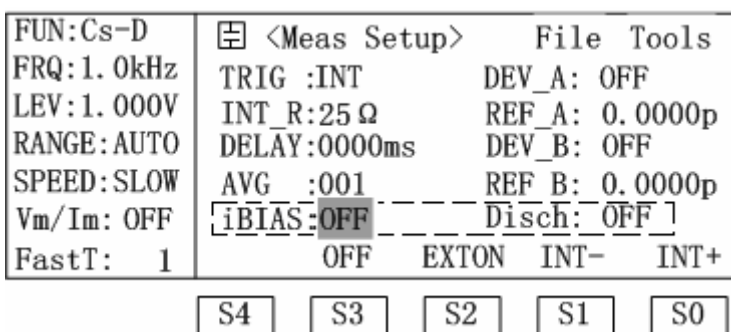 FUN:Cs-D
FRQ:1.0kHz
LEV:1.000V
RANGE:AUTO
SPEED:SLOW
Vm/Im: OFF
FastT: 1
<Meas Setup> File Tools
TRIG :INT DEV_A: OFF
INT_R:25Ω REF_A: 0.0000p
DELAY:0000ms DEV_B: OFF
AVG :001 REF B: 0.0000p
iBIAS:OFF Disch: OFF
OFF EXTON INT- INT+
S4 S3 S2 S1 S0